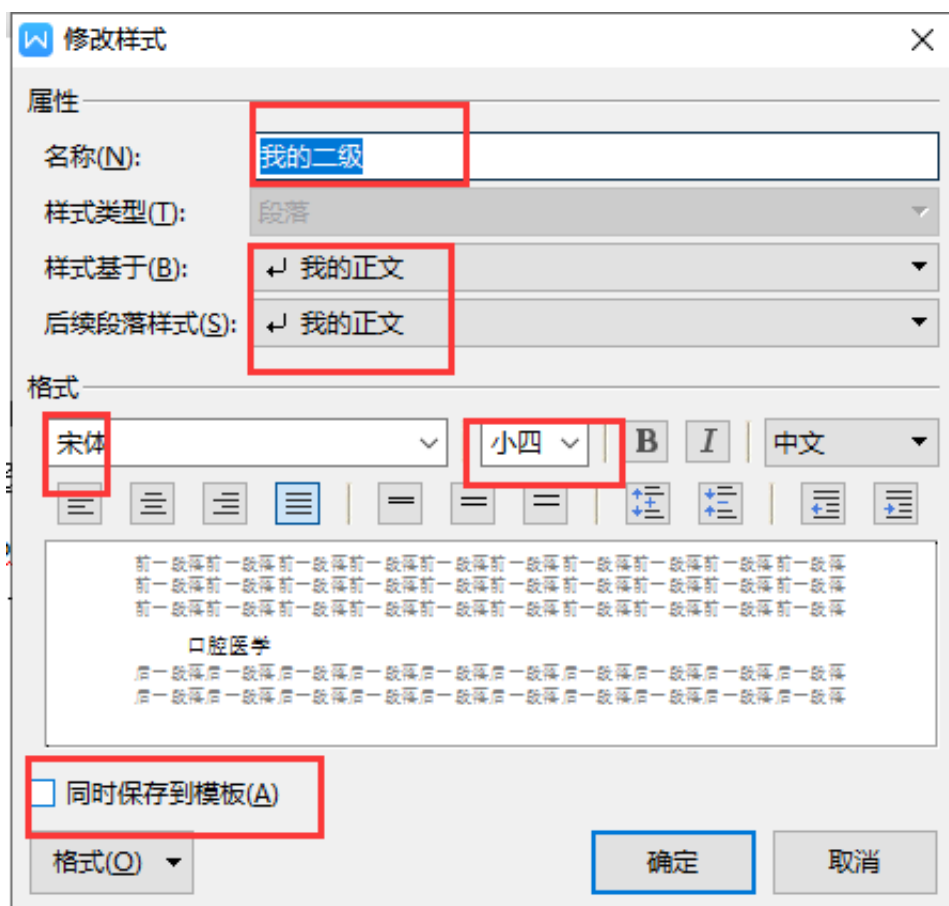 修改样式
属性
名称(N): 我的二级
样式类型(T): 段落
样式基于(B): 我的正文
后续段落样式(S): 我的正文
格式
宋体 小四 B I 中文
前一段落前一段落前一段落前一段落前一段落前一段落前一段落前一段落前一段落前一段落
前一段落前一段落前一段落前一段落前一段落前一段落前一段落前一段落前一段落前一段落
前一段落前一段落前一段落前一段落前一段落前一段落前一段落前一段落前一段落前一段落
口腔医学
后一段落后一段落后一段落后一段落后一段落后一段落后一段落后一段落后一段落后一段落
后一段落后一段落后一段落后一段落后一段落后一段落后一段落后一段落后一段落后一段落
同时保存到模板(A)
格式(O) 确定 取消